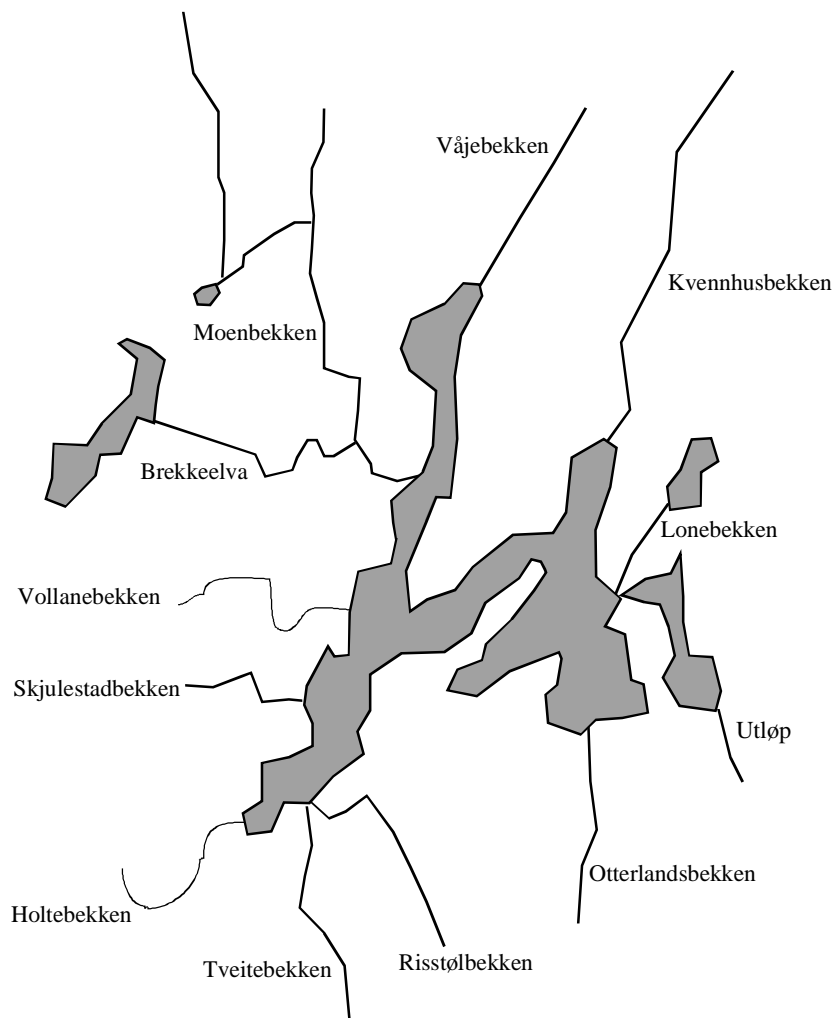 Våjebekken
Kvennhusbekken
Moenbekken
Brekkeelva
Lonebekken
Vollanebekken
Skjulestadbekken
Utløp
Otterlandsbekken
Holtebekken
Tveitebekken
Risstølbekken